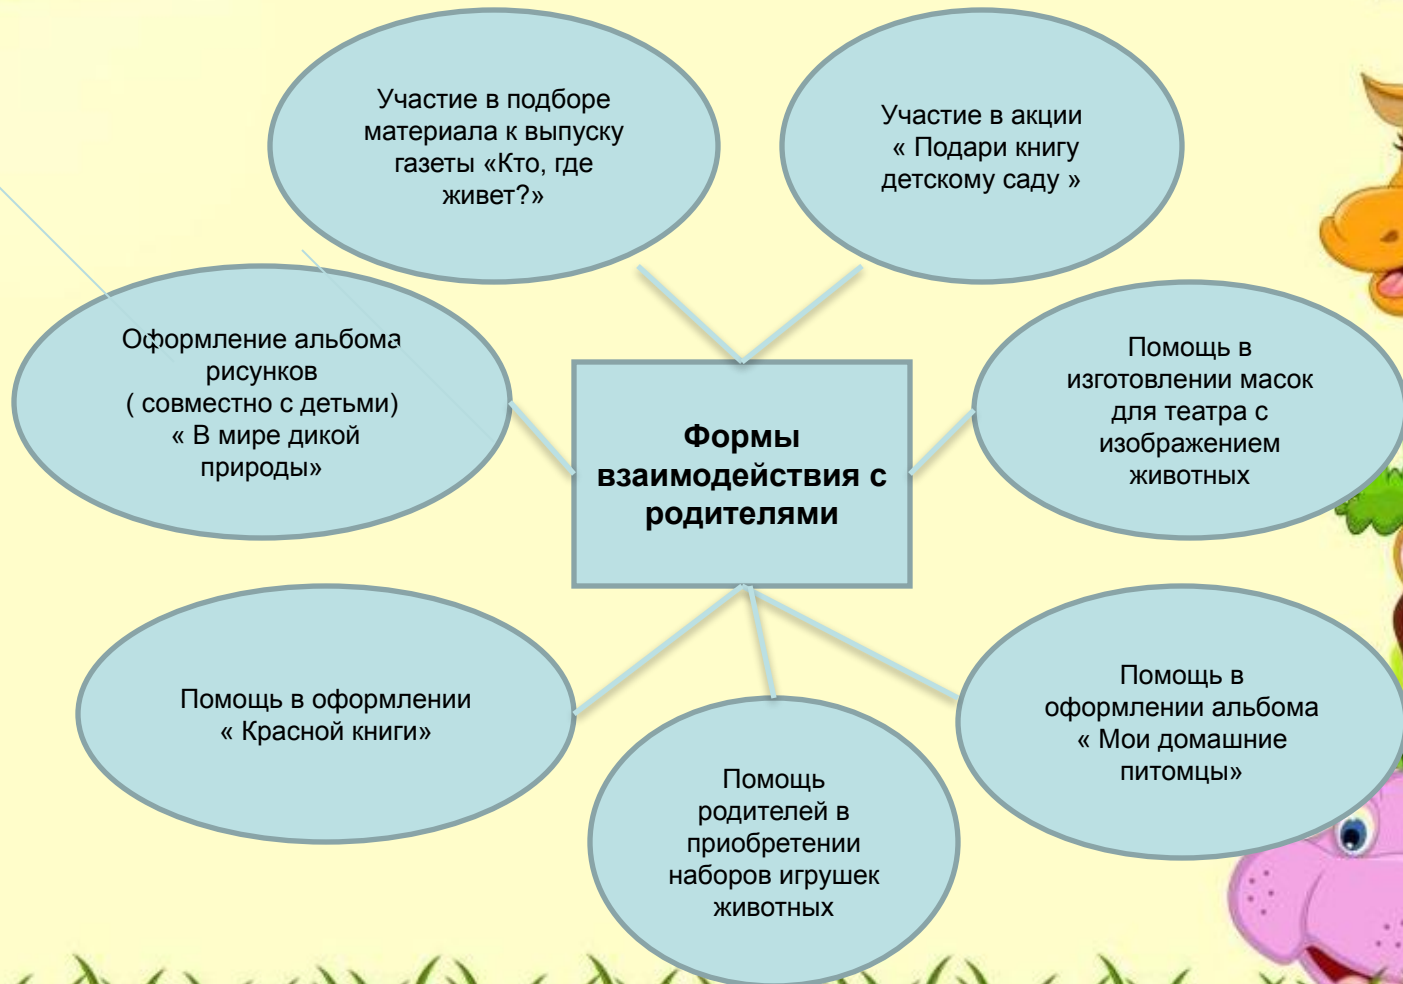 Участие в подборе
материала к выпуску
газеты «Кто, где
живет?»
Участие в акции
« Подари книгу
детскому саду »
Оформление альбома
рисунков
( совместно с детьми)
« В мире дикой
природы»
Формы
взаимодействия с
родителями
Помощь в
изготовлении масок
для театра с
изображением
животных
Помощь в оформлении
« Красной книги»
Помощь
родителей в
приобретении
наборов игрушек
животных
Помощь в
оформлении альбома
« Мои домашние
питомцы»